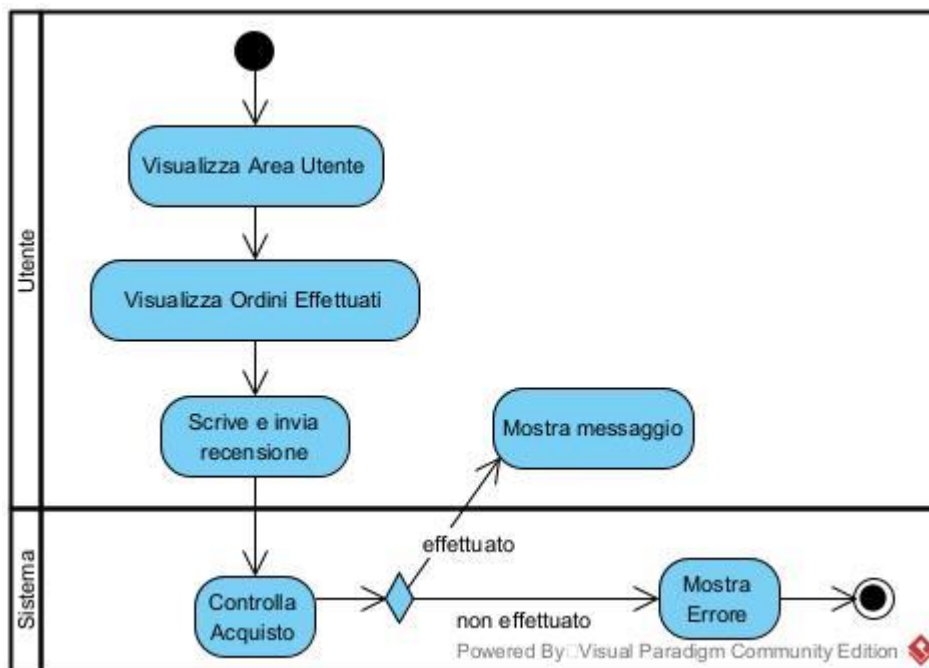 Utente
Visualizza Area Utente
Visualizza Ordini Effettuati
Scrive e invia
recensione
Mostra messaggio
Sistema
effettuato
Controlla
Acquisto
non effettuato
Mostra
Errore
Powered By Visual Paradigm Community Edition